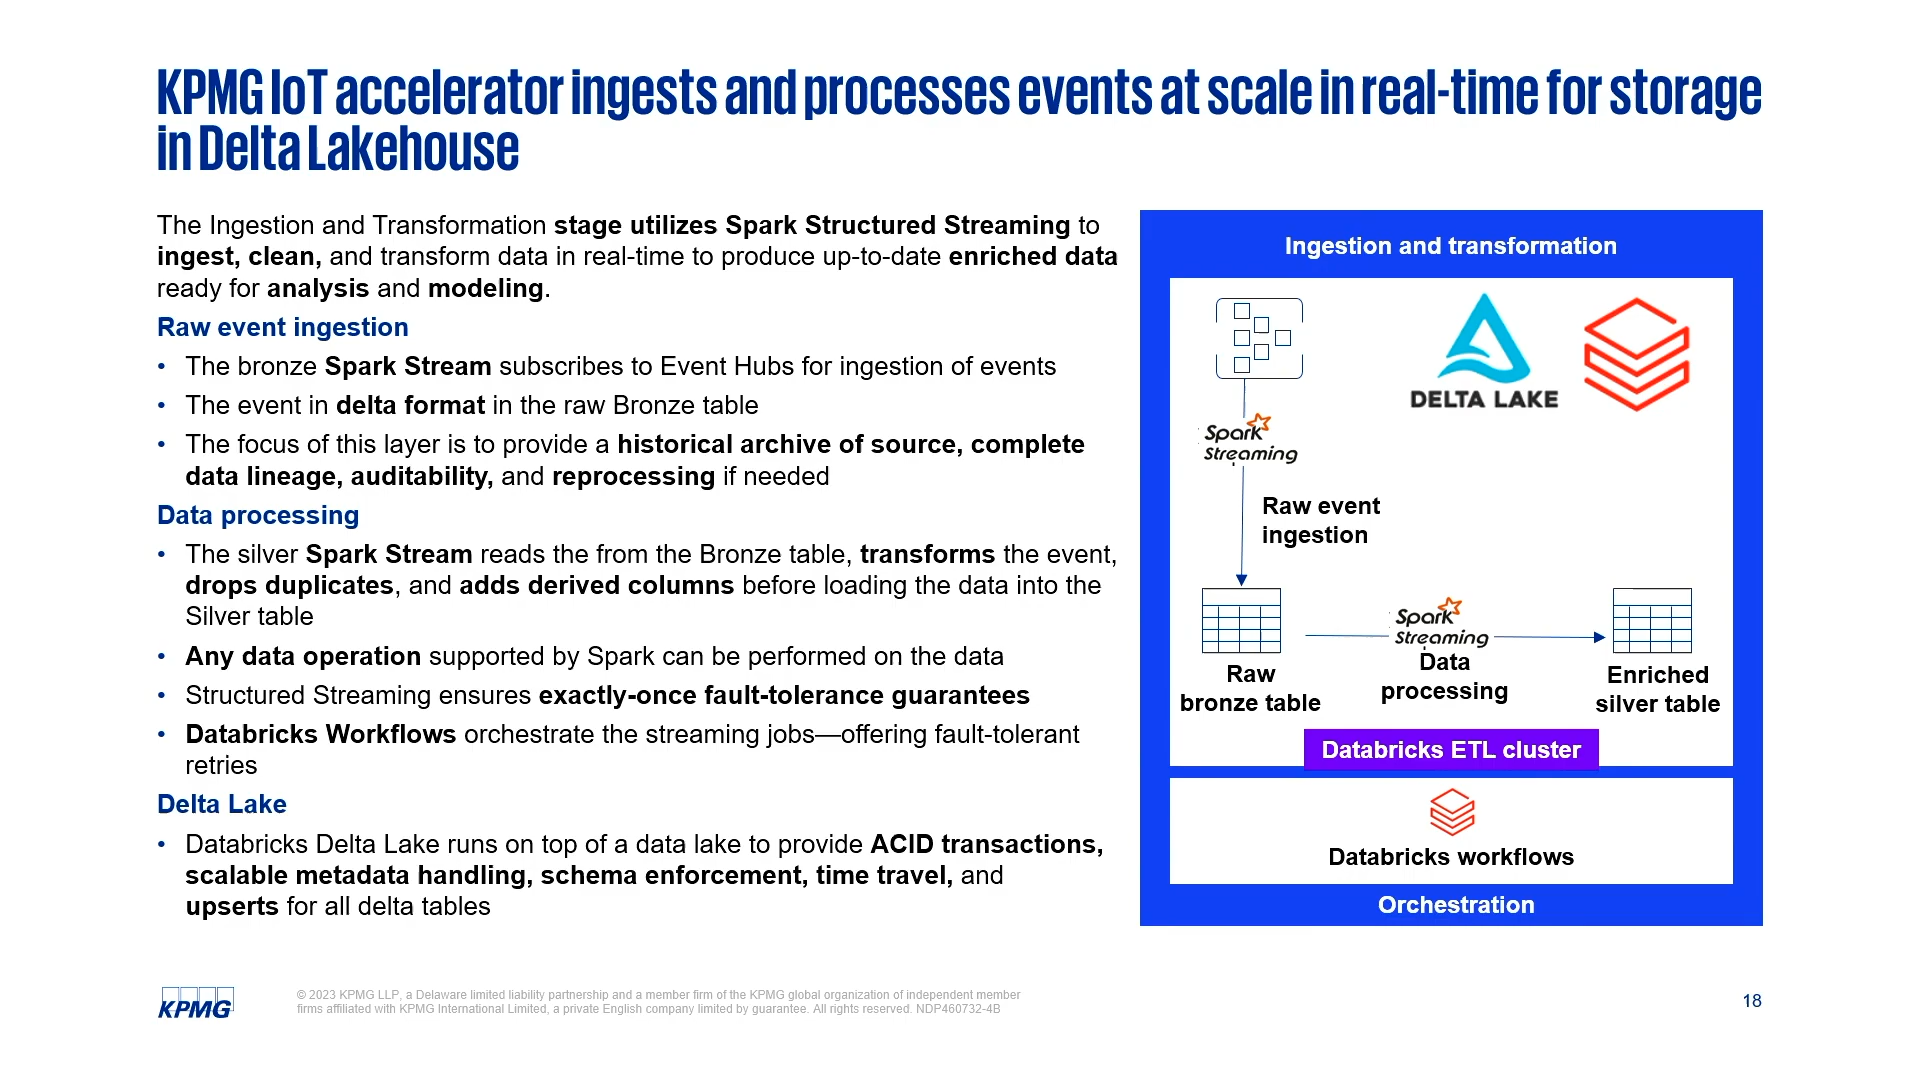 KPMG IoT accelerator ingests and processes events at scale in real-time for storage
in Delta Lakehouse
The Ingestion and Transformation stage utilizes Spark Structured Streaming to
ingest, clean, and transform data in real-time to produce up-to-date enriched data
ready for analysis and modeling.
Raw event ingestion
• The bronze Spark Stream subscribes to Event Hubs for ingestion of events
• The event in delta format in the raw Bronze table
• The focus of this layer is to provide a historical archive of source, complete
data lineage, auditability, and reprocessing if needed
Data processing
• The silver Spark Stream reads the from the Bronze table, transforms the event,
drops duplicates, and adds derived columns before loading the data into the
Silver table
• Any data operation supported by Spark can be performed on the data
• Structured Streaming ensures exactly-once fault-tolerance guarantees
• Databricks Workflows orchestrate the streaming jobs—offering fault-tolerant
retries
Delta Lake
• Databricks Delta Lake runs on top of a data lake to provide ACID transactions,
scalable metadata handling, schema enforcement, time travel, and
upserts for all delta tables
Ingestion and transformation
DELTA LAKE
Spark
Streaming
Raw event
ingestion
Spark
Streaming
Raw
bronze table
Data
processing
Enriched
silver table
Databricks ETL cluster
Databricks workflows
Orchestration
KPMG
© 2023 KPMG LLP, a Delaware limited liability partnership and a member firm of the KPMG global organization of independent member
firms affiliated with KPMG International Limited, a private English company limited by guarantee. All rights reserved. NDP460732-4B
18